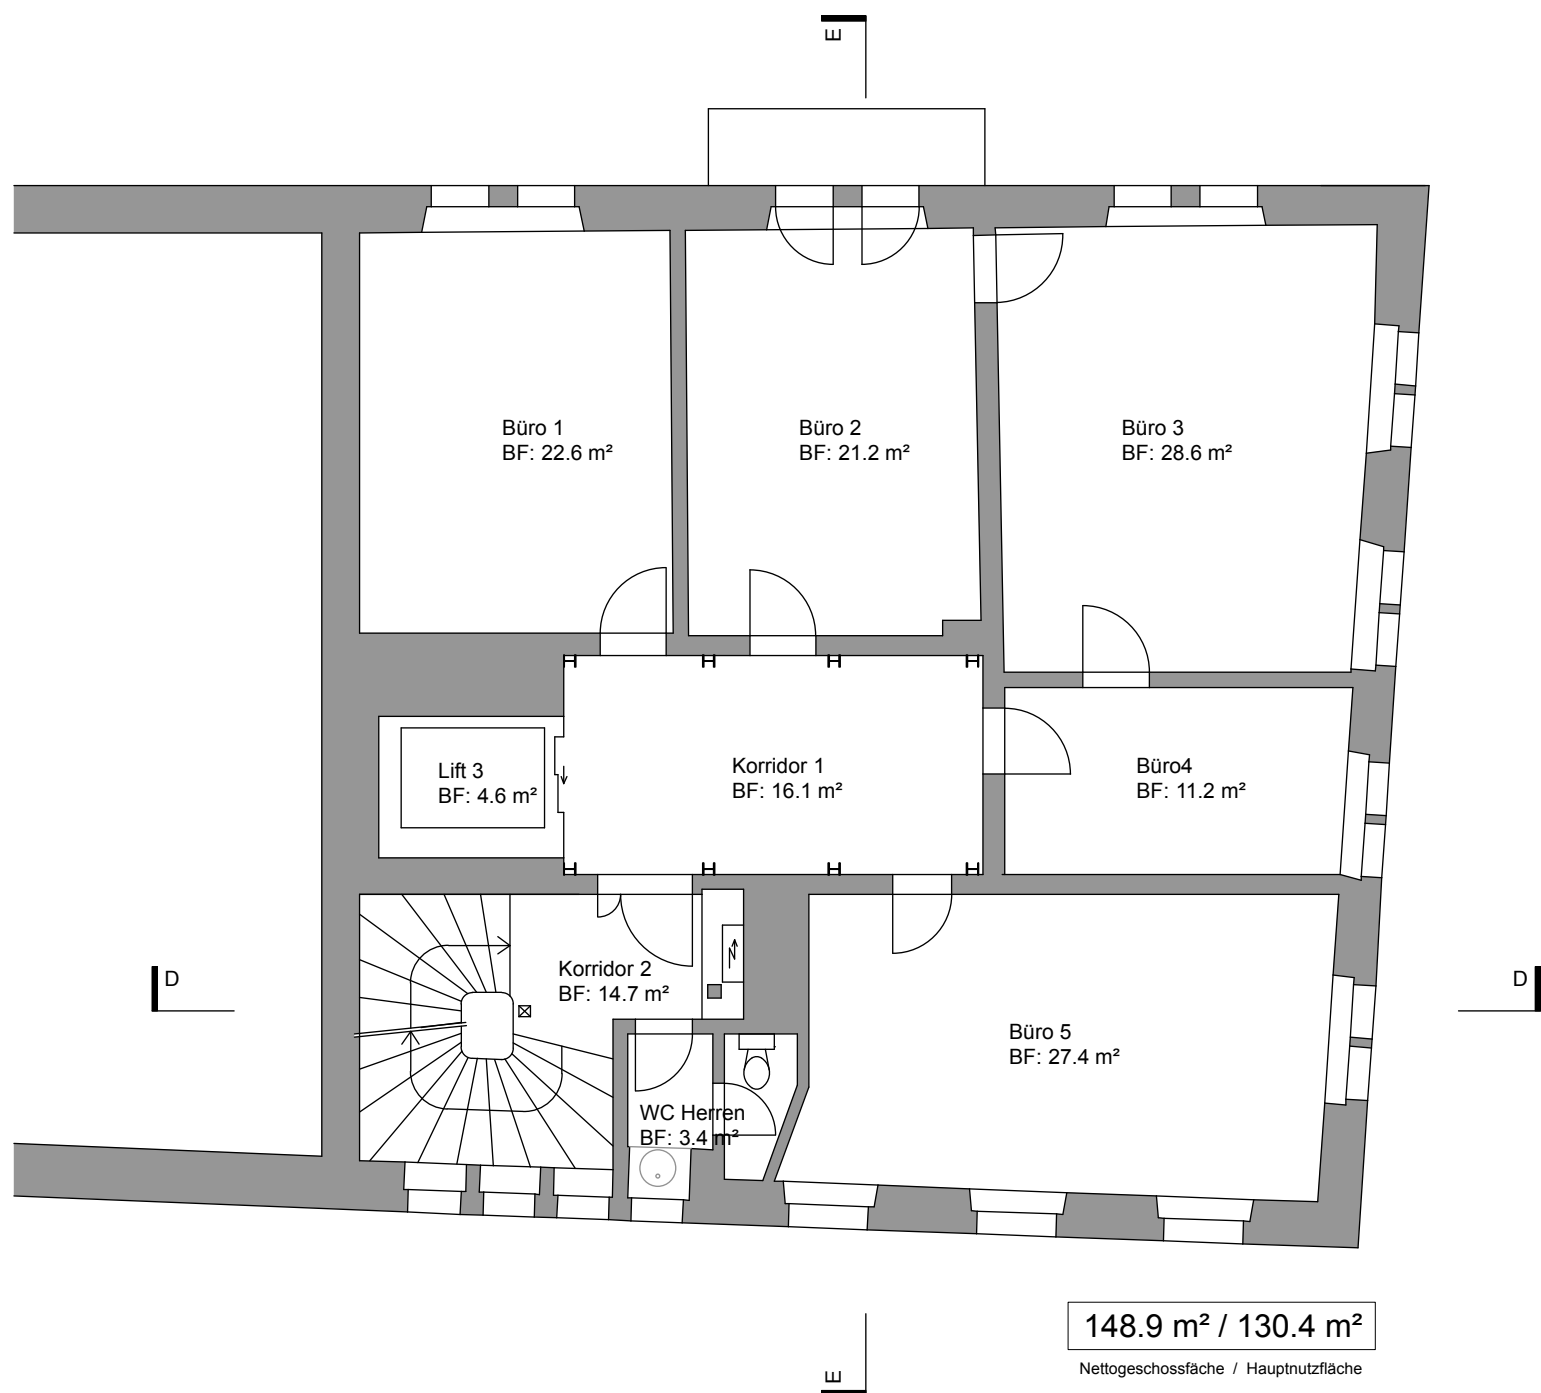 E
Büro 1
BF: 22.6 m²
Büro 2
BF: 21.2 m²
Büro 3
BF: 28.6 m²
Lift 3
BF: 4.6 m²
Korridor 1
BF: 16.1 m²
Büro4
BF: 11.2 m²
D
Korridor 2
BF: 14.7 m²
D
Büro 5
BF: 27.4 m²
WC Herren
BF: 3.4 m²
148.9 m² / 130.4 m²
Nettogeschossfäche / Hauptnutzfläche
E